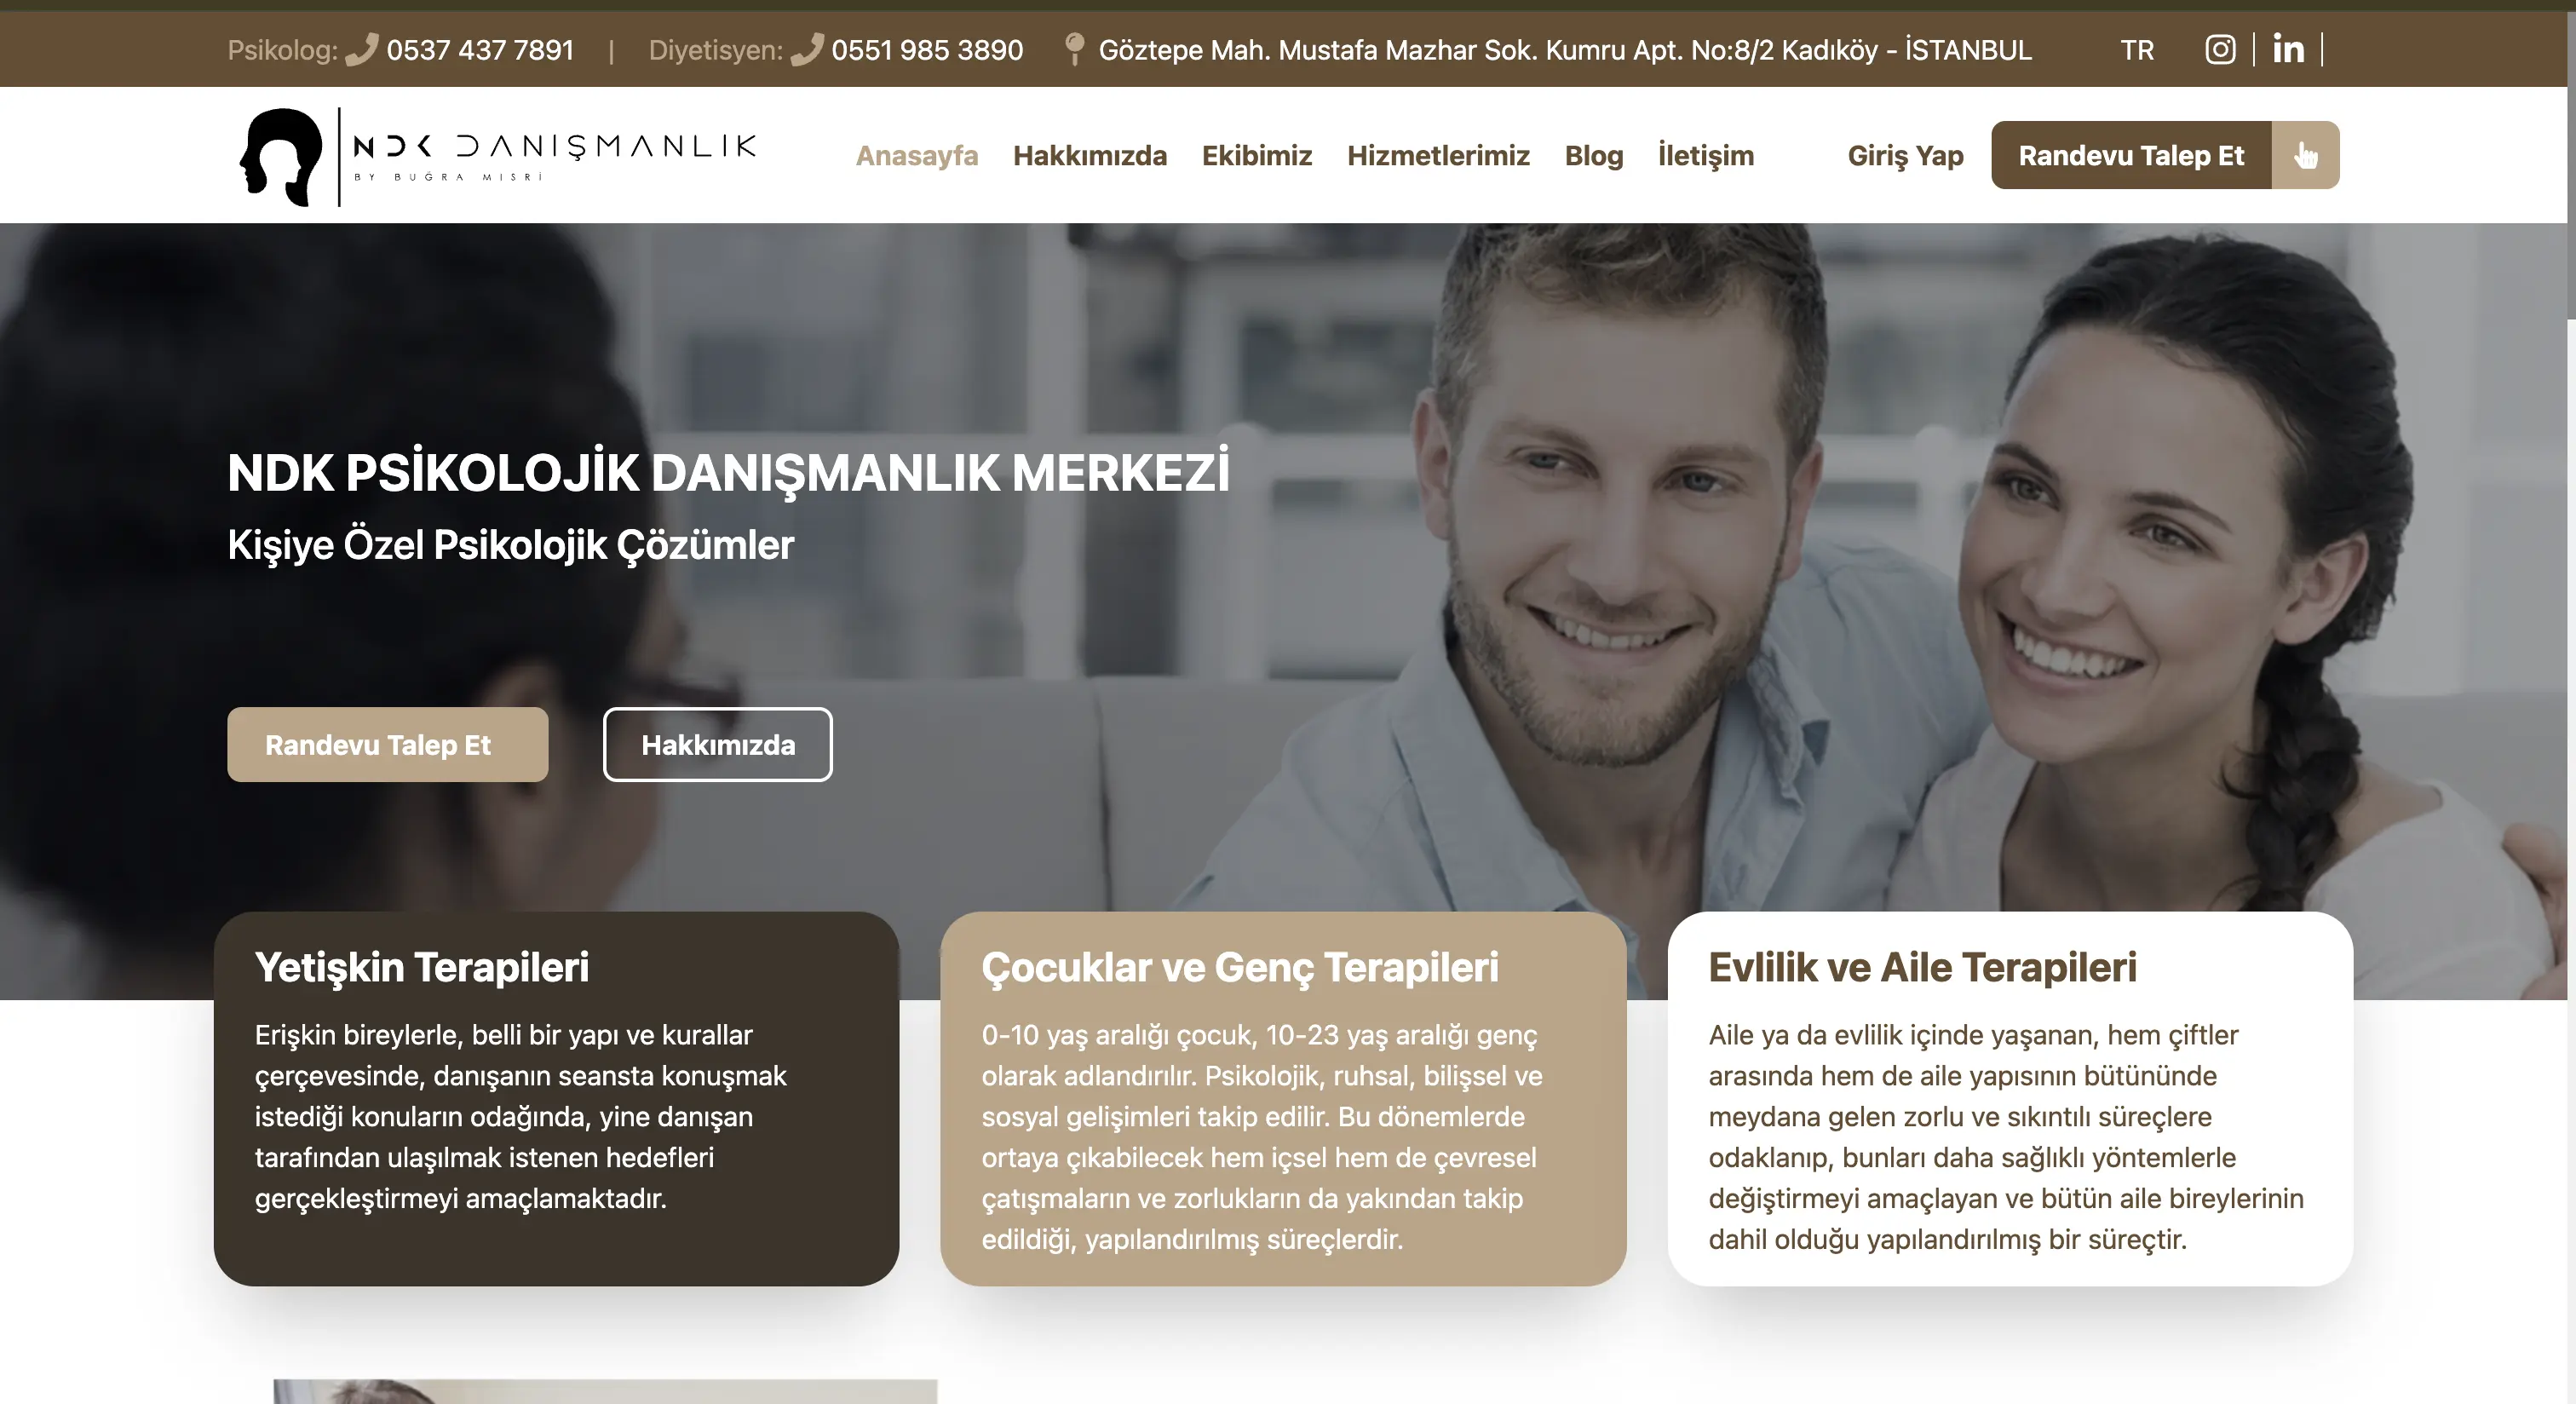 Psikolog: 0537 437 7891 | Diyetisyen: 0551 985 3890 Göztepe Mah. Mustafa Mazhar Sok. Kumru Apt. No:8/2 Kadıköy - İSTANBUL TR
NDK DANIŞMANLIK
BY BUĞRA MISRİ
Anasayfa Hakkımızda Ekibimiz Hizmetlerimiz Blog İletişim Giriş Yap Randevu Talep Et
NDK PSİKOLOJİK DANIŞMANLIK MERKEZİ
Kişiye Özel Psikolojik Çözümler
Randevu Talep Et Hakkımızda
Yetişkin Terapileri
Erişkin bireylerle, belli bir yapı ve kurallar
çerçevesinde, danışanın seansta konuşmak
istediği konuların odağında, yine danışan
tarafından ulaşılmak istenen hedefleri
gerçekleştirmeyi amaçlamaktadır.
Çocuklar ve Genç Terapileri
0-10 yaş aralığı çocuk, 10-23 yaş aralığı genç
olarak adlandırılır. Psikolojik, ruhsal, bilişsel ve
sosyal gelişimleri takip edilir. Bu dönemlerde
ortaya çıkabilecek hem içsel hem de çevresel
çatışmaların ve zorlukların da yakından takip
edildiği, yapılandırılmış süreçlerdir.
Evlilik ve Aile Terapileri
Aile ya da evlilik içinde yaşanan, hem çiftler
arasında hem de aile yapısının bütününde
meydana gelen zorlu ve sıkıntılı süreçlere
odaklanıp, bunları daha sağlıklı yöntemlerle
değiştirmeyi amaçlayan ve bütün aile bireylerinin
dahil olduğu yapılandırılmış bir süreçtir.